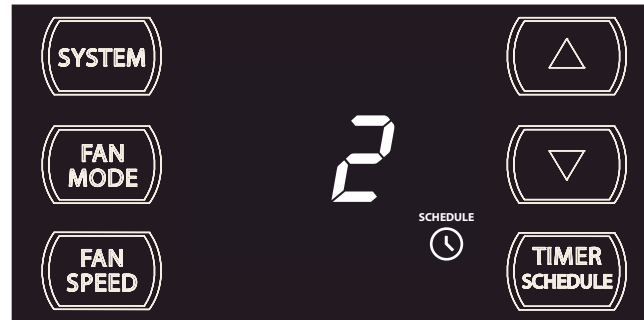 SYSTEM
FAN
MODE
2
SCHEDULE
FAN
SPEED
TIMER
SCHEDULE